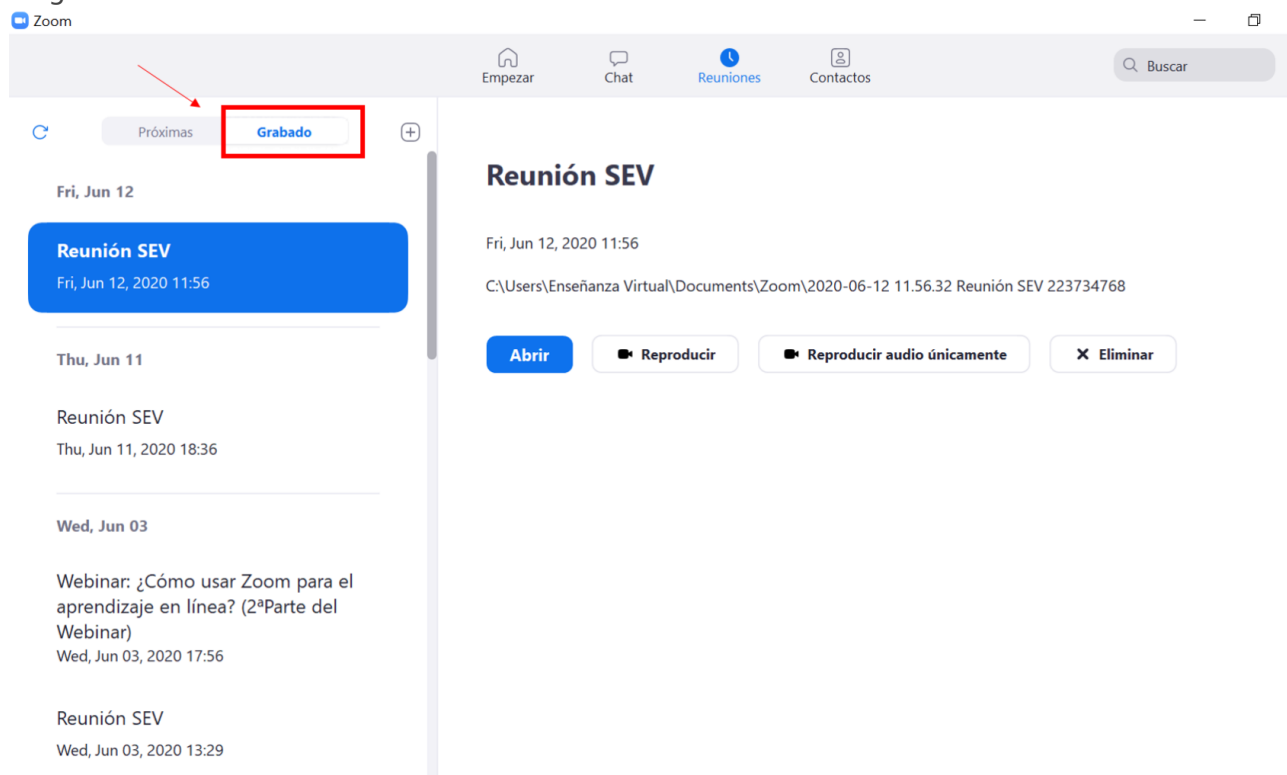 Zoom
Empezar
Chat
Reuniones
Contactos
Buscar
Próximas
Grabado
Fri, Jun 12
Reunión SEV
Fri, Jun 12, 2020 11:56
Thu, Jun 11
Reunión SEV
Thu, Jun 11, 2020 18:36
Wed, Jun 03
Webinar: ¿Cómo usar Zoom para el
aprendizaje en línea? (2ªParte del
Webinar)
Wed, Jun 03, 2020 17:56
Reunión SEV
Wed, Jun 03, 2020 13:29
Reunión SEV
Fri, Jun 12, 2020 11:56
C:\Users\Enseñanza Virtual\Documents\Zoom\2020-06-12 11.56.32 Reunión SEV 223734768
Abrir
Reproducir
Reproducir audio únicamente
Eliminar